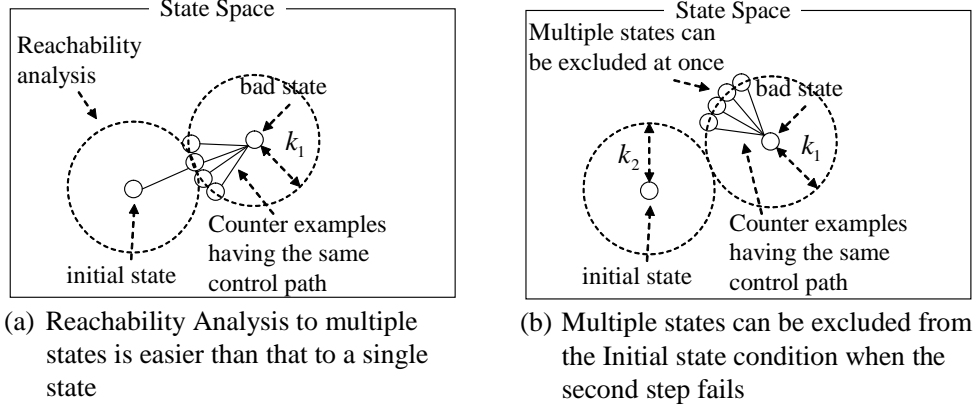 State Space
Reachability
analysis
bad state
k1
Counter examples
having the same
control path
initial state
(a) Reachability Analysis to multiple
states is easier than that to a single
state
State Space
Multiple states can
be excluded at once
bad state
k2
k1
Counter examples
having the same
control path
initial state
(b) Multiple states can be excluded from
the Initial state condition when the
second step fails